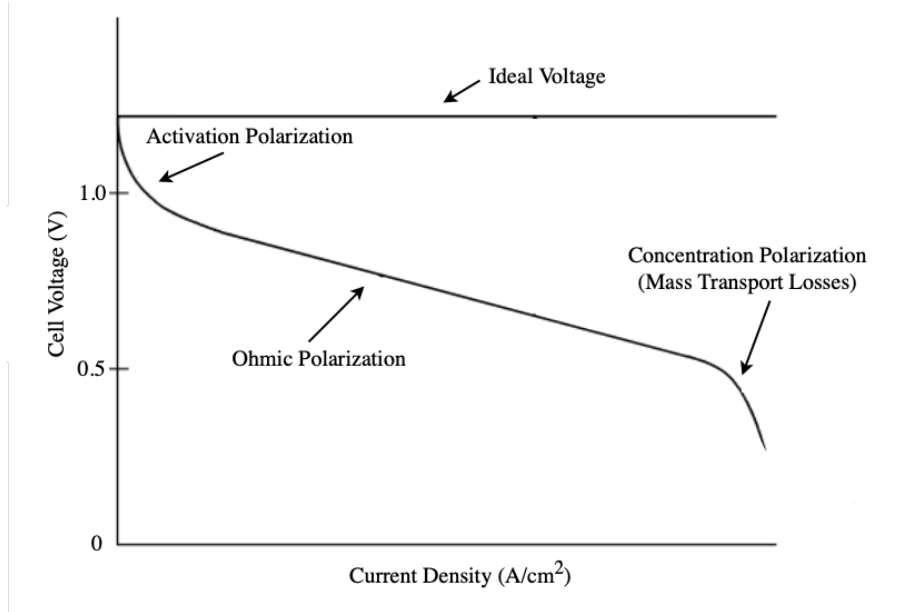 Ideal Voltage
Activation Polarization
1.0
Cell Voltage (V)
Concentration Polarization
(Mass Transport Losses)
Ohmic Polarization
0.5
0
Current Density (A/cm²)